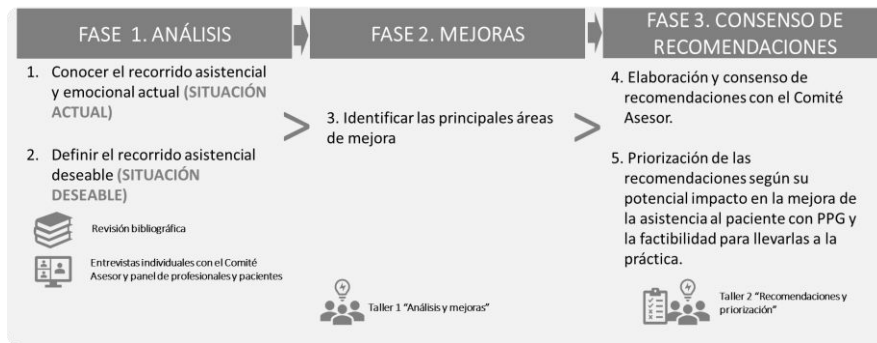 FASE 1. ANÁLISIS
1. Conocer el recorrido asistencial
y emocional actual (SITUACIÓN
ACTUAL)
2. Definir el recorrido asistencial
deseable (SITUACIÓN
DESEABLE)
Revisión bibliográfica
Entrevistas individuales con el Comité
Asesor y panel de profesionales y pacientes
>
FASE 2. MEJORAS
3. Identificar las principales áreas
de mejora
Taller 1 "Análisis y mejoras"
>
FASE 3. CONSENSO DE
RECOMENDACIONES
4. Elaboración y consenso de
recomendaciones con el Comité
Asesor.
5. Priorización de las
recomendaciones según su
potencial impacto en la mejora de
la asistencia al paciente con PPG y
la factibilidad para llevarlas a la
práctica.
Taller 2 "Recomendaciones y
priorización"